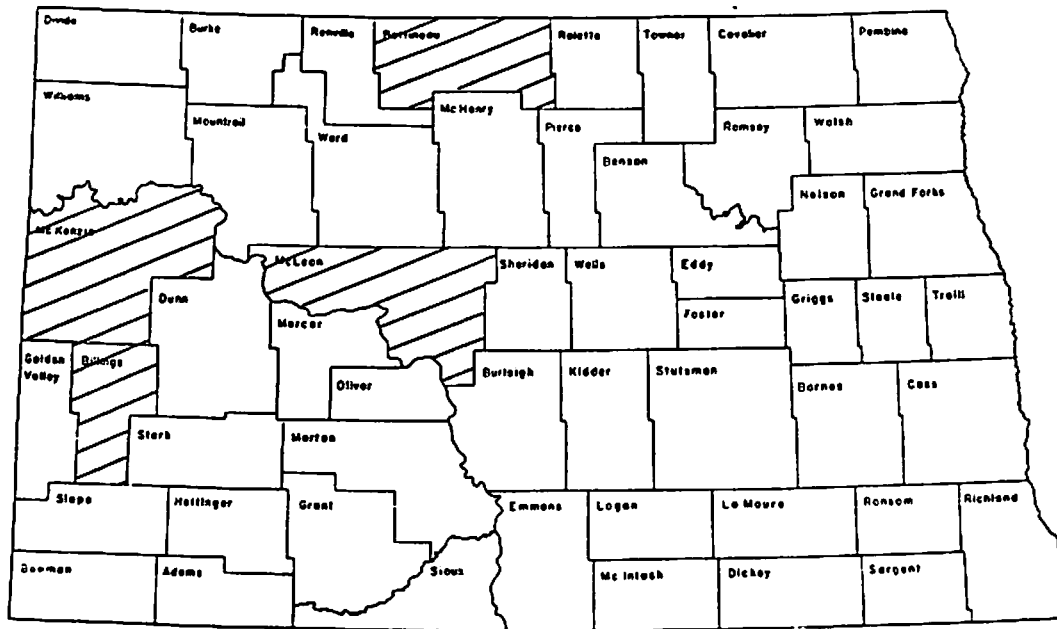 Divide
Burke
Renville
Bottineau
Rolette
Towner
Cavalier
Pembina
Williams
Mountrail
Ward
McHenry
Pierce
Benson
Ramsey
Walsh
Nelson
Grand Forks
McKenzie
McLean
Sheridan
Wells
Eddy
Foster
Griggs
Steele
Traill
Dunn
Mercer
Oliver
Golden
Valley
Billings
Burleigh
Kidder
Stutsman
Barnes
Cass
Stark
Morton
Slope
Hettinger
Grant
Emmons
Logan
La Moure
Ransom
Richland
Bowman
Adams
Sioux
Mc Intosh
Dickey
Sargent